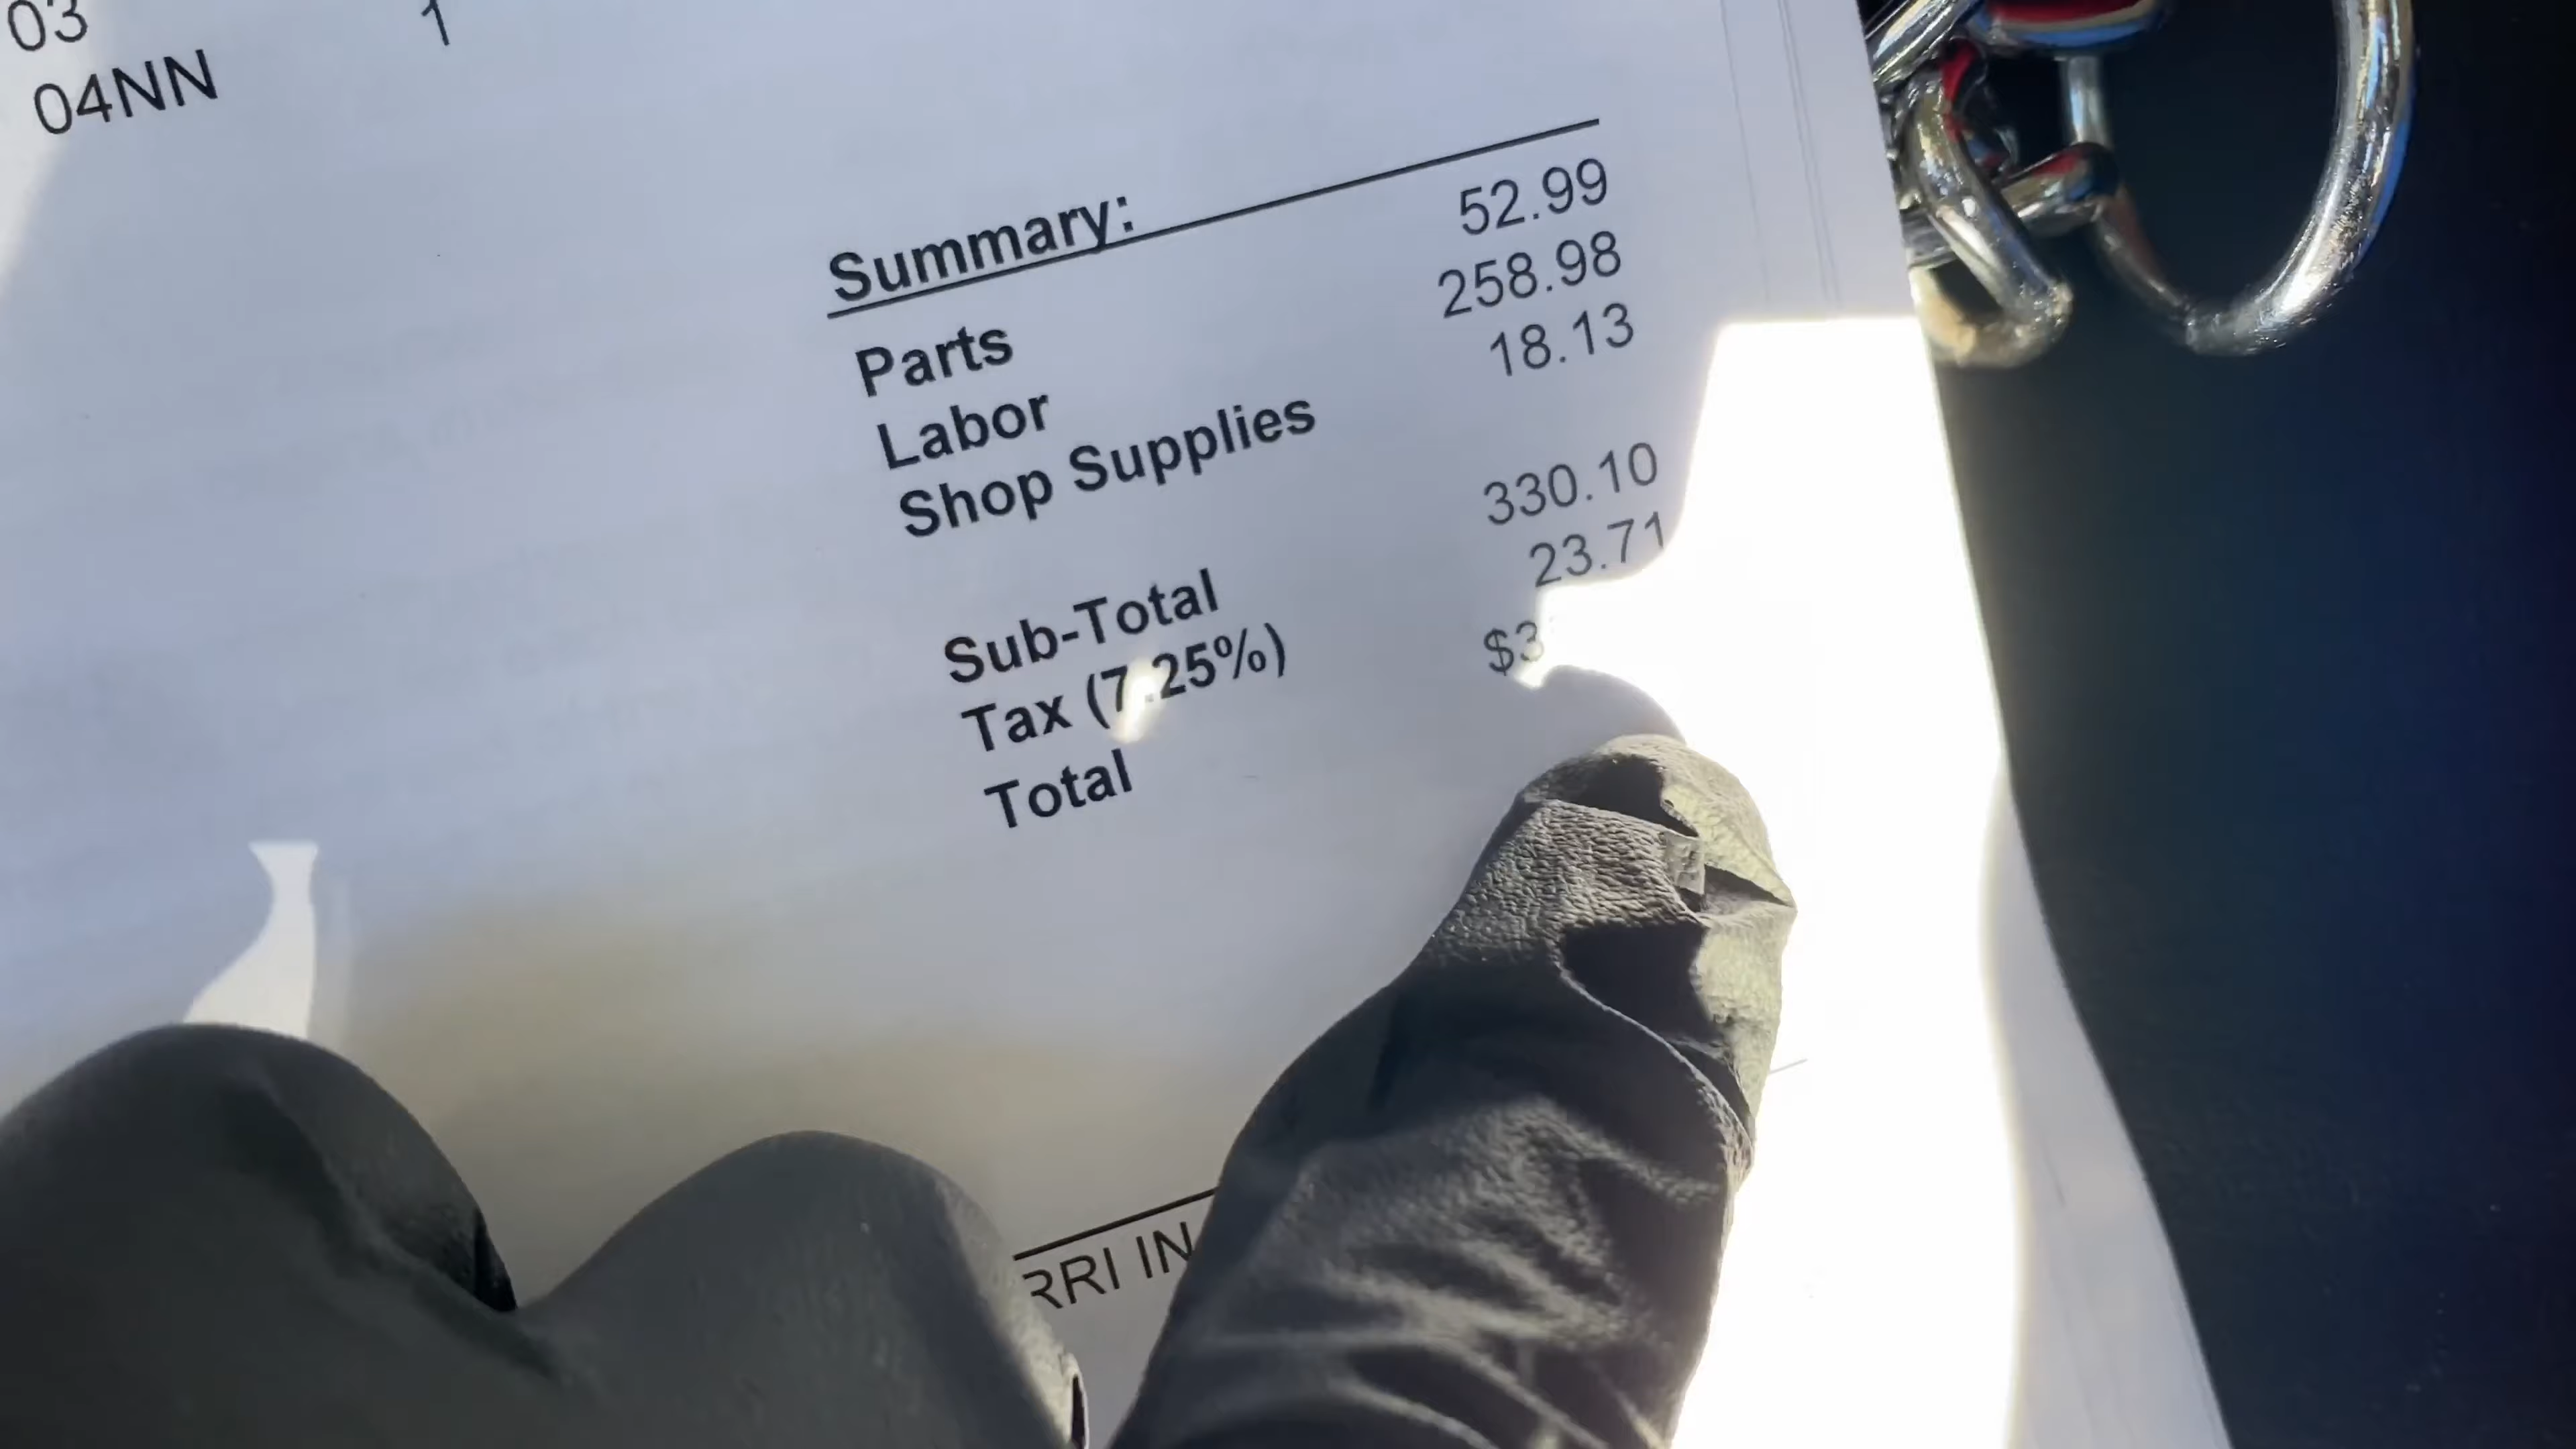 03
04NN 1
Summary:
Parts 52.99
Labor 258.98
Shop Supplies 18.13
Sub-Total 330.10
Tax (7.25%) 23.71
Total $3
RRI IN